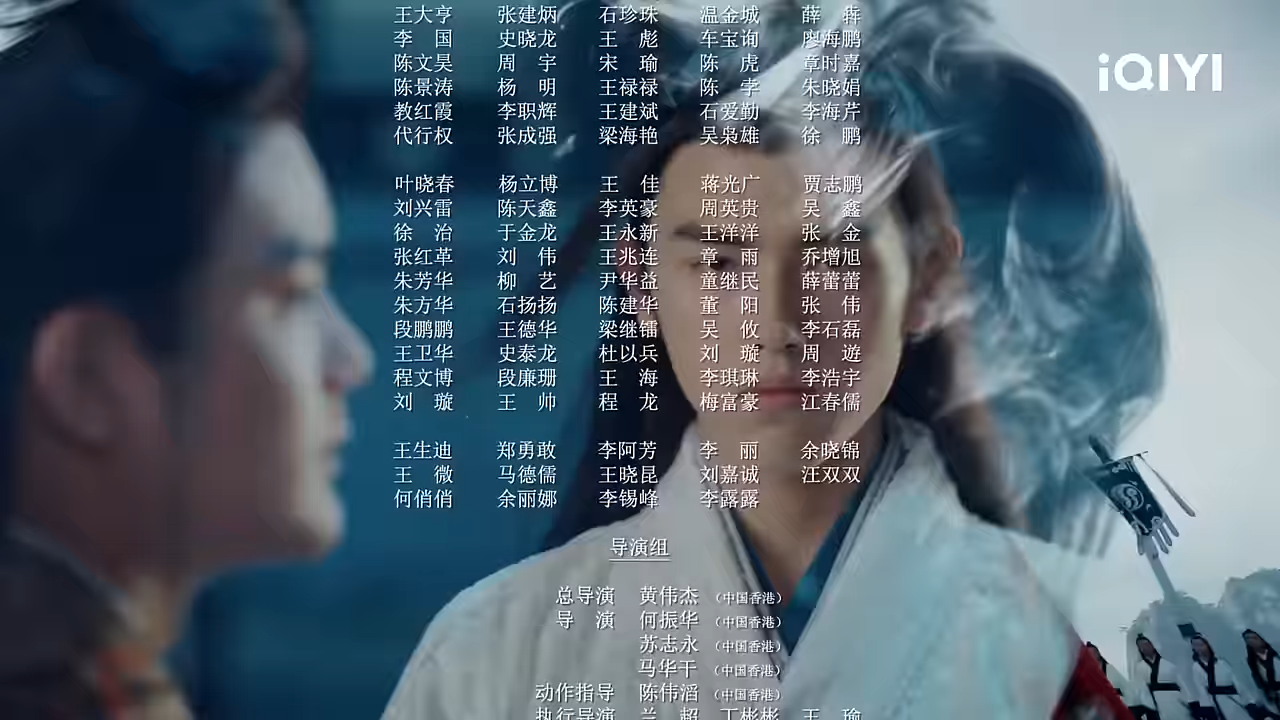 王大亨 张建炳 石珍珠 温金城 薛 犇
iQIYI
李 国 史晓龙 王 彪 车宝询 廖海鹏
陈文昊 周 宇 宋 瑜 陈 虎 章时嘉
陈景涛 杨 明 王禄禄 陈 孛 朱晓娟
教红霞 李职辉 王建斌 石爱勤 李海芹
代行权 张成强 梁海艳 吴枭雄 徐 鹏
叶晓春 杨立博 王 佳 蒋光广 贾志鹏
刘兴雷 陈天鑫 李英豪 周英贵 吴 鑫
徐 治 于金龙 王永新 王洋洋 张 金
张红革 刘 伟 王兆连 章 雨 乔增旭
朱芳华 柳 艺 尹华益 童继民 薛蕾蕾
朱方华 石扬扬 陈建华 董 阳 张 伟
段鹏鹏 王德华 梁继镭 吴 攸 李石磊
王卫华 史泰龙 杜以兵 刘 璇 周 遊
程文博 段廉珊 王 海 李琪琳 李浩宇
刘 璇 王 帅 程 龙 梅富豪 江春儒
王生迪 郑勇敢 李阿芳 李 丽 余晓锦
王 微 马德儒 王晓昆 刘嘉诚 汪双双
何俏俏 余丽娜 李锡峰 李露露
导演组
总导演 黄伟杰 （中国香港）
导 演 何振华 （中国香港）
苏志永 （中国香港）
马华干 （中国香港）
动作指导 陈伟滔 （中国香港）
执行导演 兰 超 丁彬彬 王 瑜